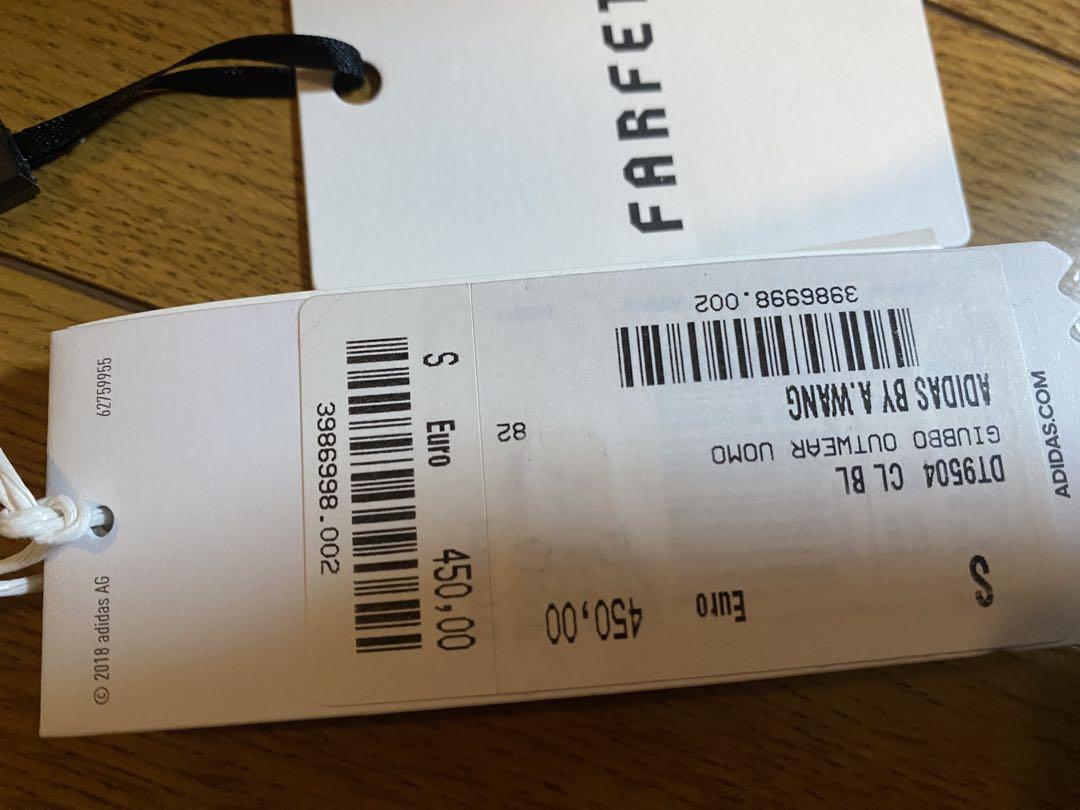 FARFET
62759955
© 2018 adidas AG
S Euro 450,00
3986998.002
3986998.002
ADIDAS BY A.WANG
GIUBBO OUTWEAR UOMO
DT9504 CL BL
82
S
Euro 450,00
ADIDAS.COM